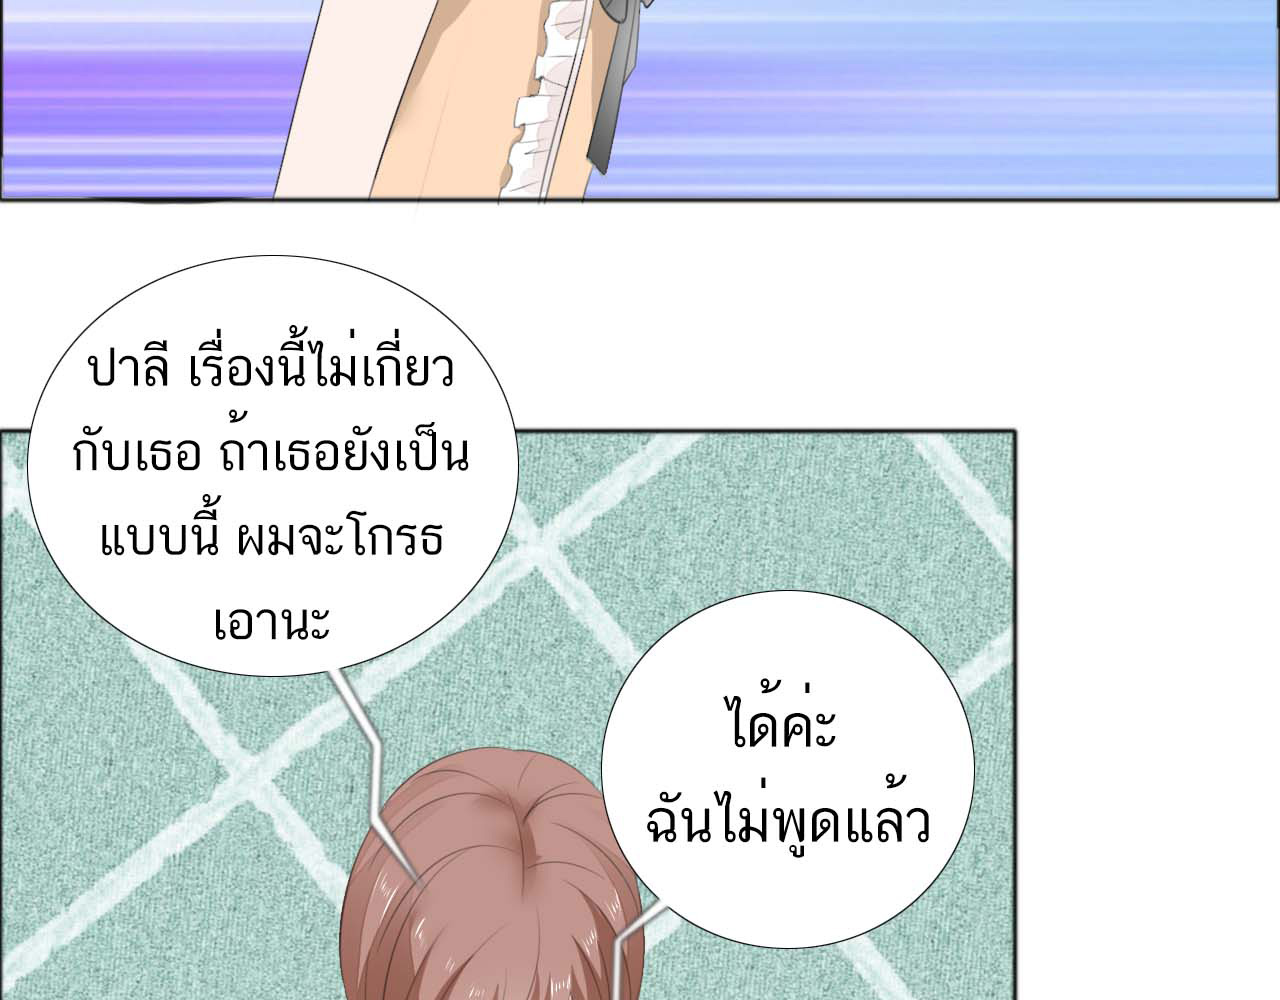 ปาลี เรื่องนี้ไม่เกี่ยว
กับเธอ ถ้าเธอยังเป็น
แบบนี้ ผมจะโกรธ
เอานะ
ได้ค่ะ
ฉันไม่พูดแล้ว